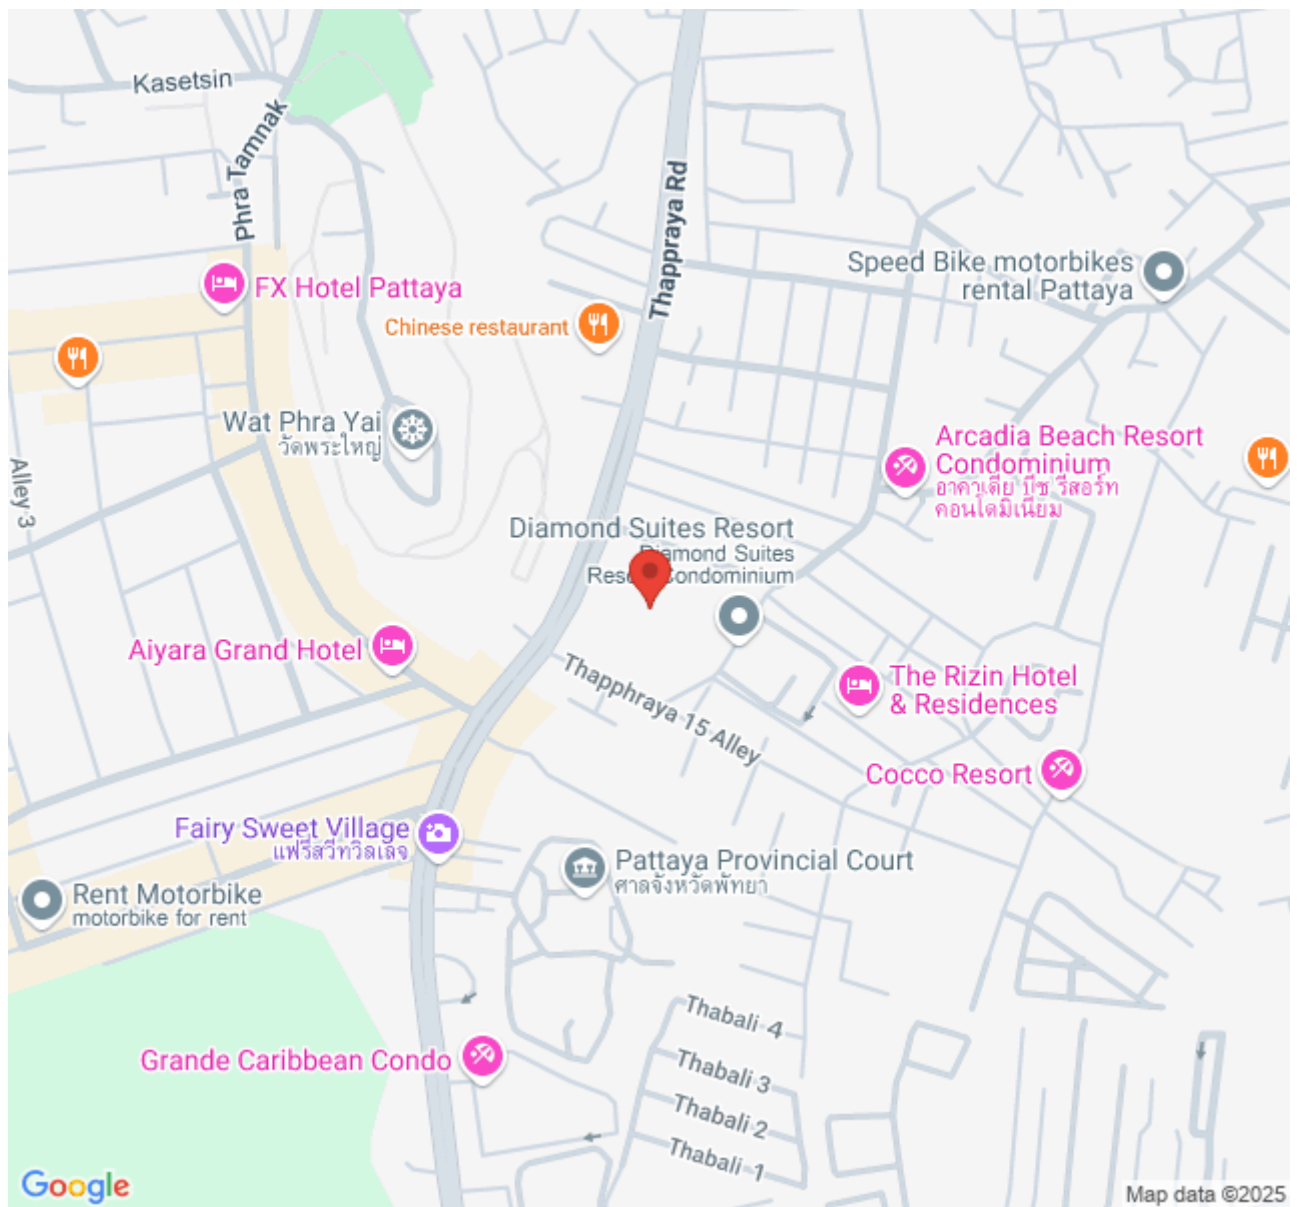 Kasetsin
Phra Tamnak
Thappraya Rd
Speed Bike motorbikes
rental Pattaya
FX Hotel Pattaya
Chinese restaurant
Wat Phra Yai
วัดพระใหญ่
Arcadia Beach Resort
Condominium
อาคาเดีย บีช รีสอร์ท
คอนโดมิเนียม
Alley 3
Diamond Suites Resort
Diamond Suites
Condominium
Aiyara Grand Hotel
Thapphraya 15 Alley
The Rizin Hotel
& Residences
Cocco Resort
Fairy Sweet Village
แฟรี่สวีทวิลเลจ
Pattaya Provincial Court
ศาลจังหวัดพัทยา
Rent Motorbike
motorbike for rent
Thabali 4
Grande Caribbean Condo
Thabali 3
Thabali 2
Thabali 1
Google
Map data ©2025